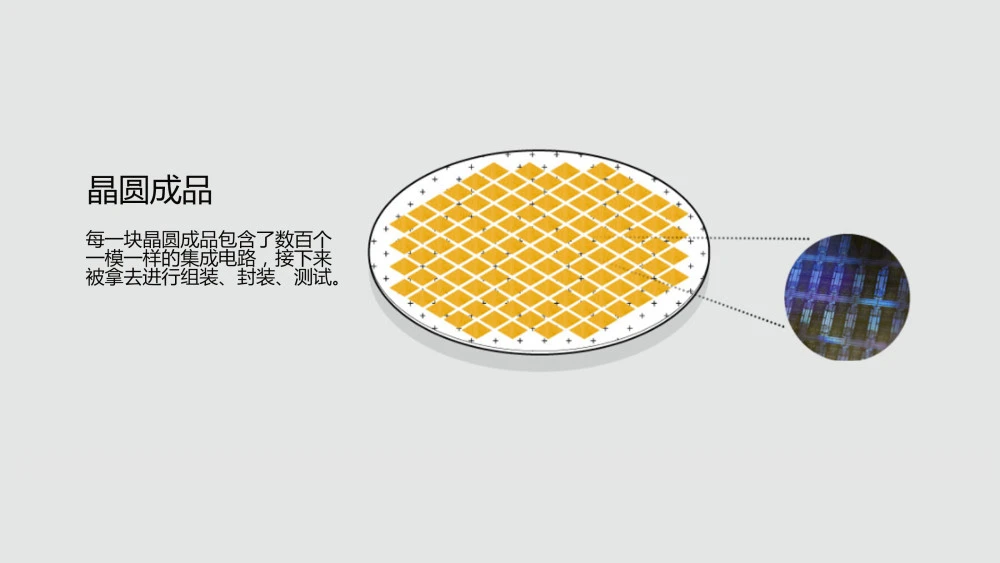 晶圆成品
每一块晶圆成品包含了数百个
一模一样的集成电路，接下来
被拿去进行组装、封装、测试。